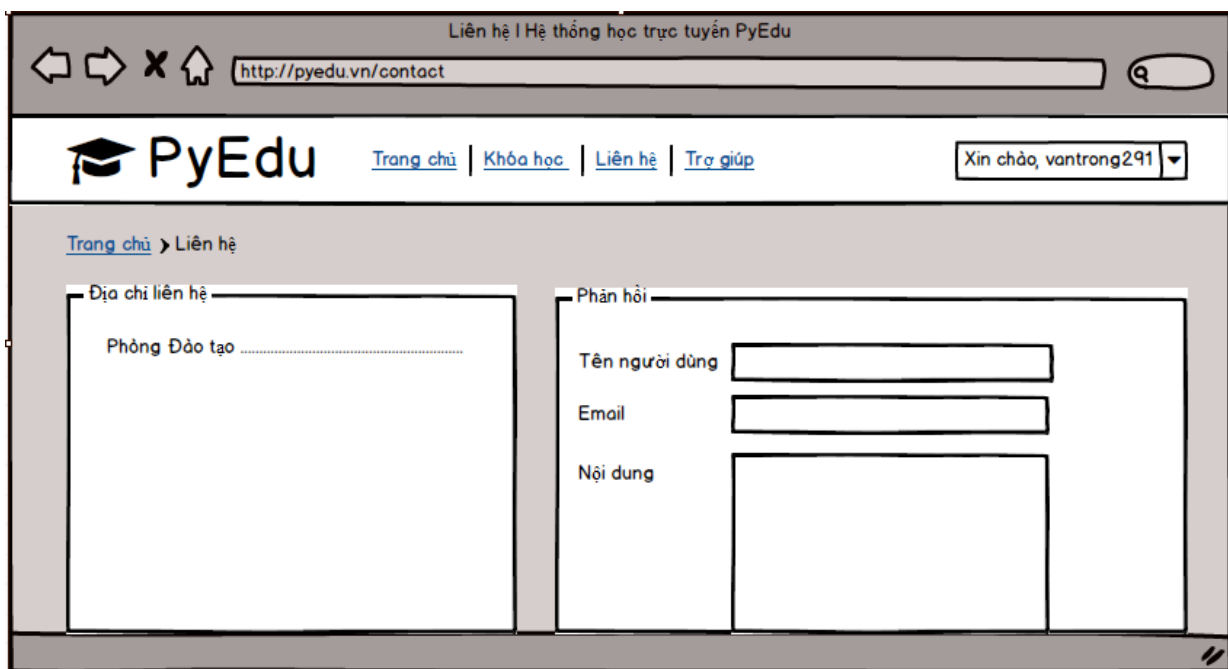 Liên hệ I Hệ thống học trực tuyến PyEdu
http://pyedu.vn/contact
PyEdu
Trang chủ | Khóa học | Liên hệ | Trợ giúp
Xin chào, vantrong291
Trang chủ > Liên hệ
Địa chỉ liên hệ
Phòng Đào tạo ........................................................
Phản hồi
Tên người dùng
Email
Nội dung